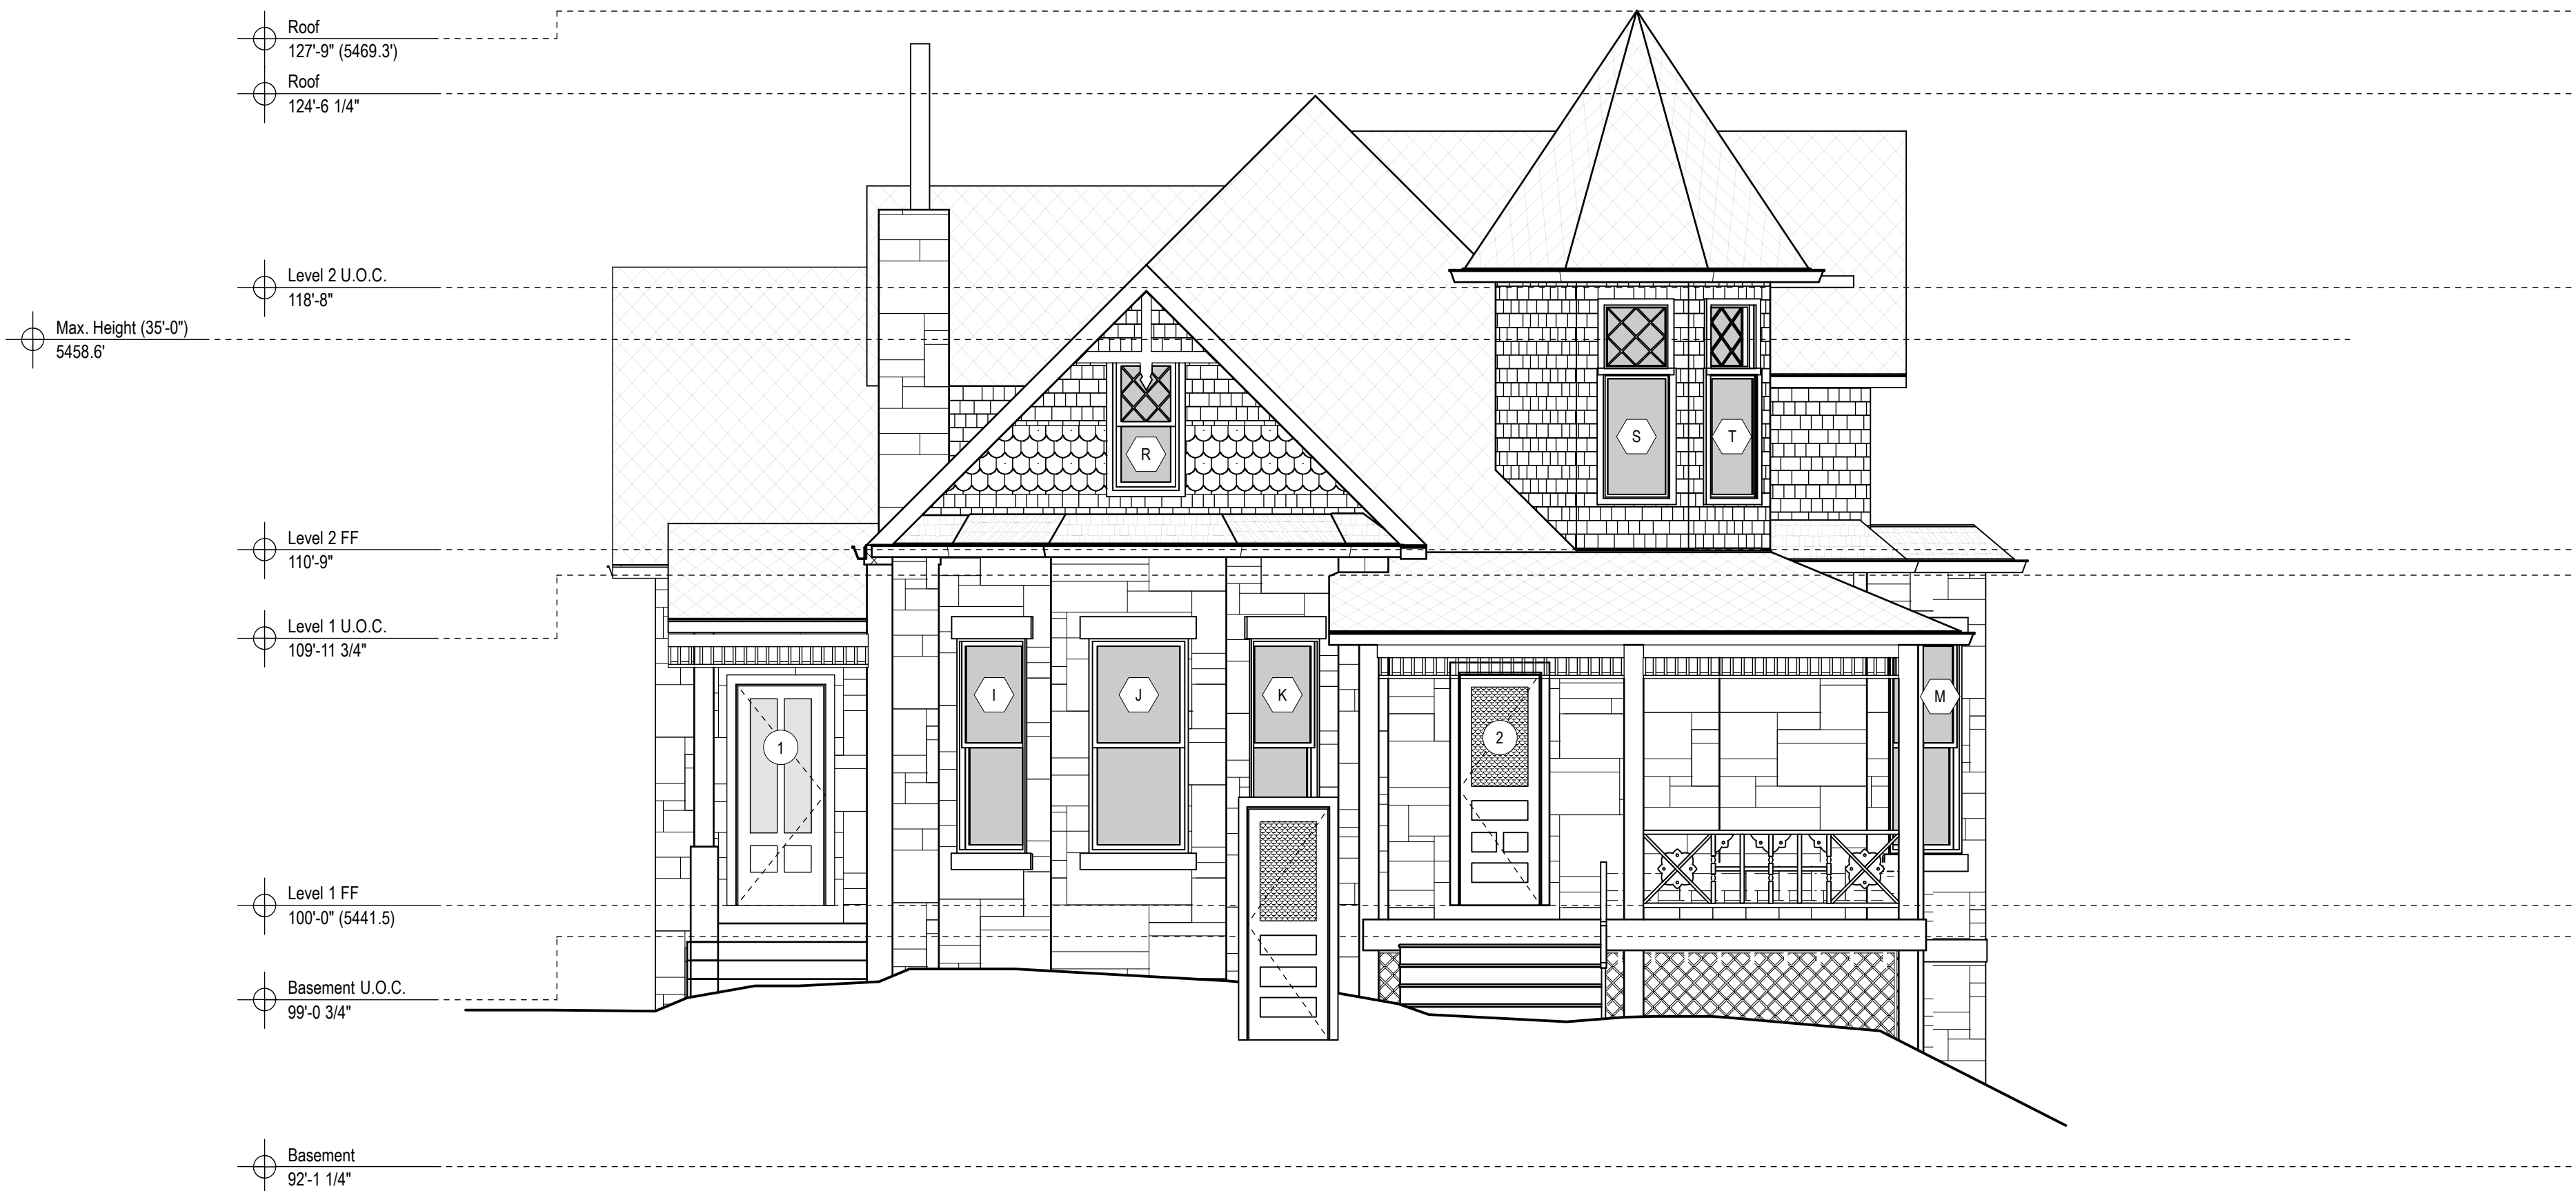 Roof
127'-9" (5469.3')
Roof
124'-6 1/4"
Level 2 U.O.C.
118'-8"
Max. Height (35'-0")
5458.6'
R
S
T
Level 2 FF
110'-9"
Level 1 U.O.C.
109'-11 3/4"
I
J
K
M
1
2
Level 1 FF
100'-0" (5441.5)
Basement U.O.C.
99'-0 3/4"
Basement
92'-1 1/4"